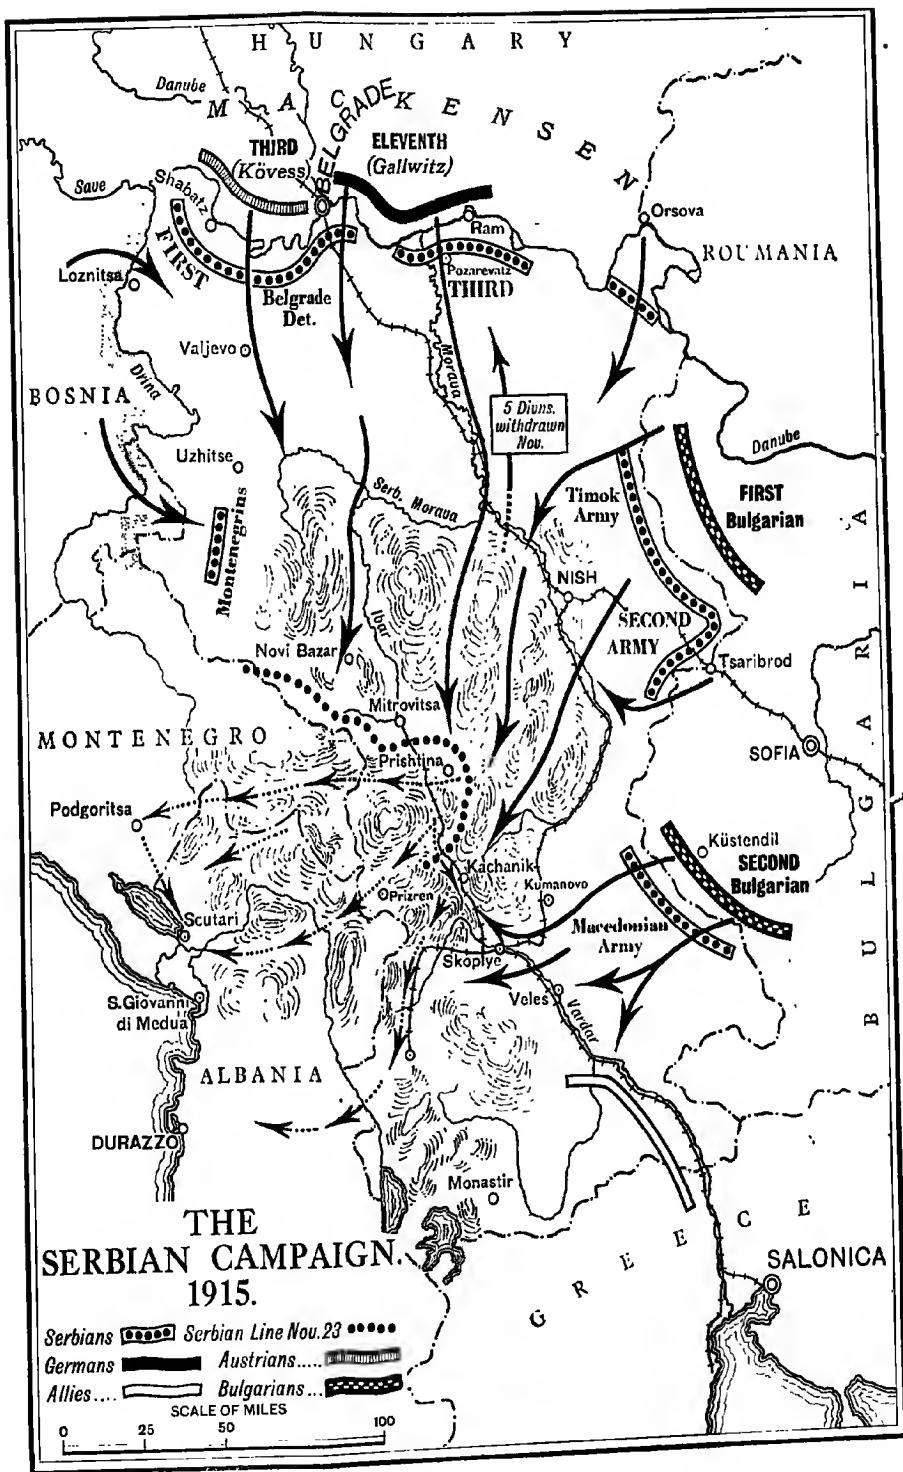 HUNGARY
Danube
MACKENSEN
BELGRADE
THIRD
(Kövess)
ELEVENTH
(Gallwitz)
Save
Shabatz
Ram
Orsova
ROUMANIA
FIRST
Loznitsa
Pozarevatz
THIRD
Belgrade
Det.
Valjevo
Morava
Drina
BOSNIA
5 Divns.
withdrawn
Nov.
Danube
Uzhitse
Serb. Morava
Timok
Army
FIRST
Bulgarian
Montenegrins
NISH
Ibar
SECOND
ARMY
Novi Bazar
Tsaribrod
Mitrovitsa
MONTENEGRO
SOFIA
Prishtina
BULGARIA
Podgoritsa
Küstendil
SECOND
Bulgarian
Kachanik
Kumanovo
Prizren
Scutari
Macedonian
Army
Skoplye
Veles
Vardar
S. Giovanni
di Medua
ALBANIA
DURAZZO
Monastir
GREECE
SALONICA
THE
SERBIAN CAMPAIGN.
1915.
Serbians Serbian Line Nov. 23
Germans Austrians.....
Allies.... Bulgarians...
SCALE OF MILES
0 25 50 100